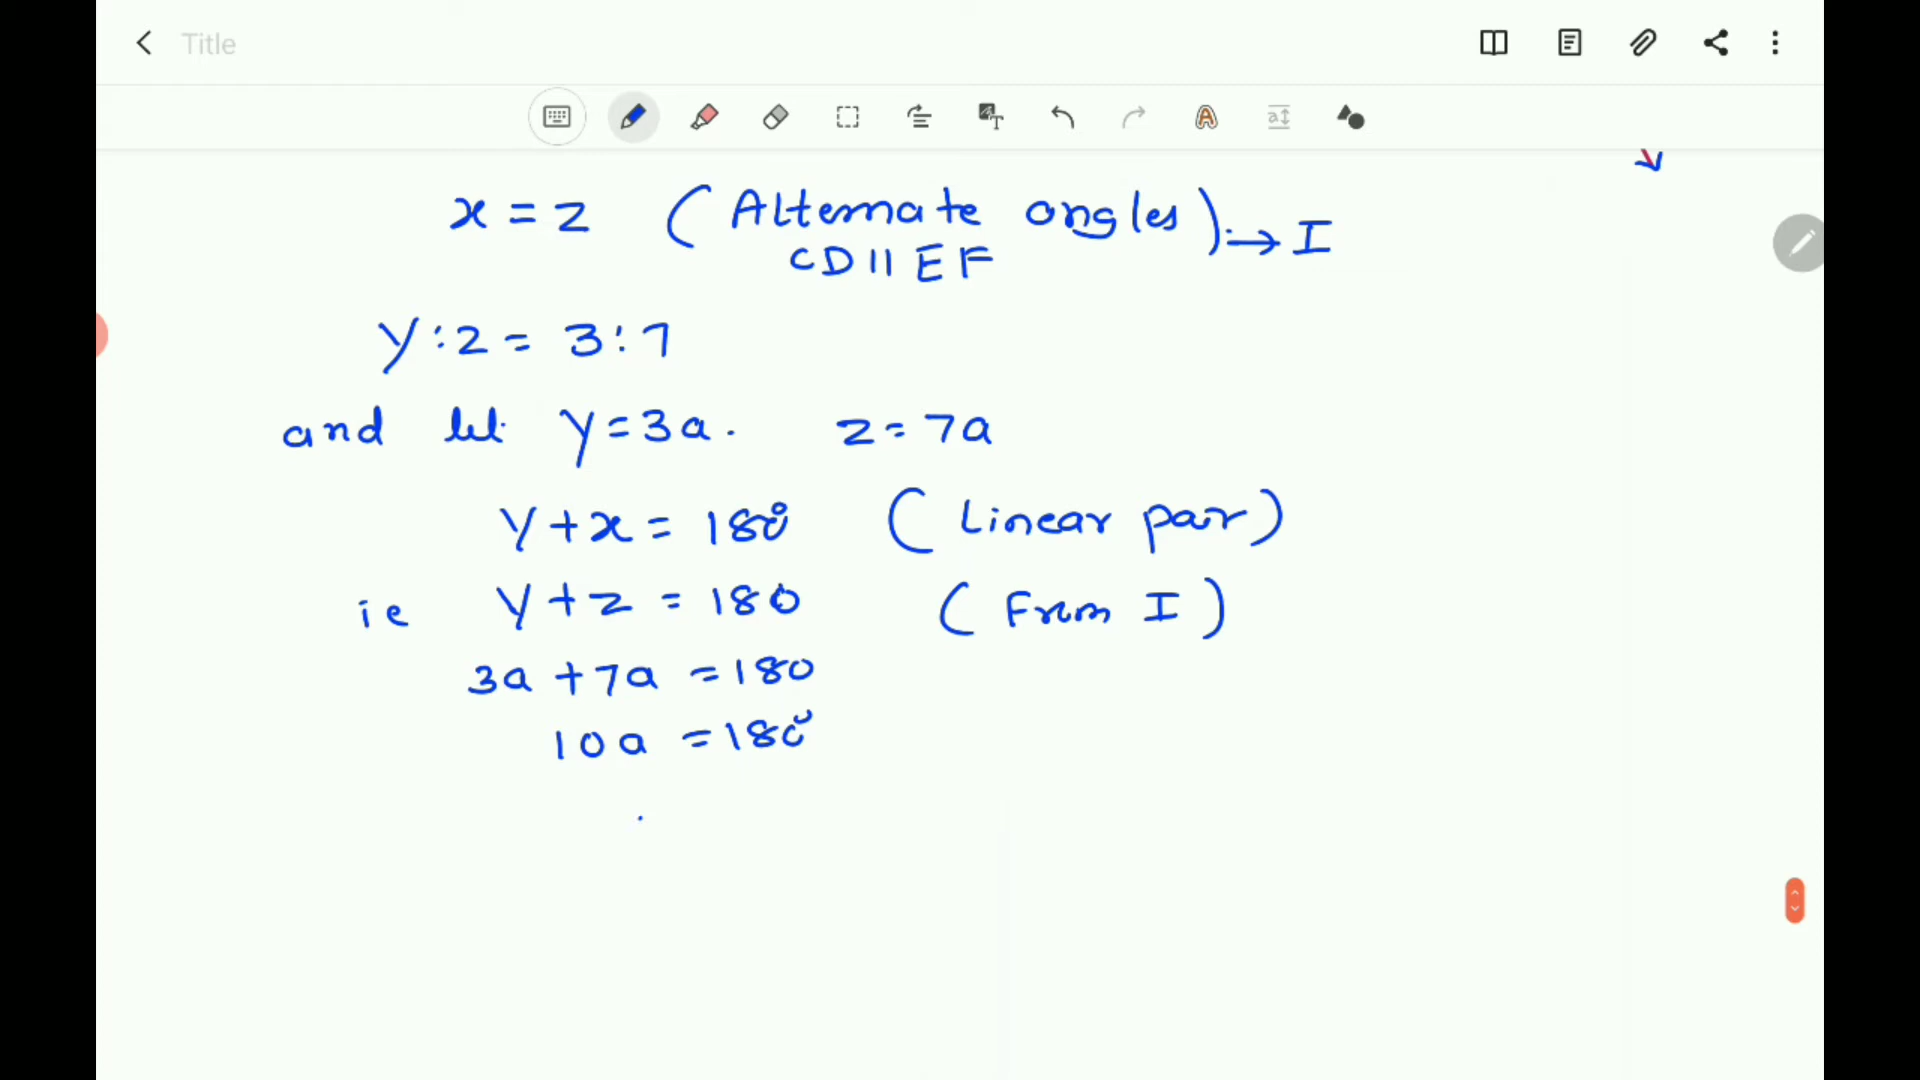 Title
x = z (Alternate angles) → I
CD || EF
y : z = 3 : 7
and let y = 3a. z = 7a
y + x = 180° (Linear pair)
ie y + z = 180 (From I)
3a + 7a = 180
10a = 180°